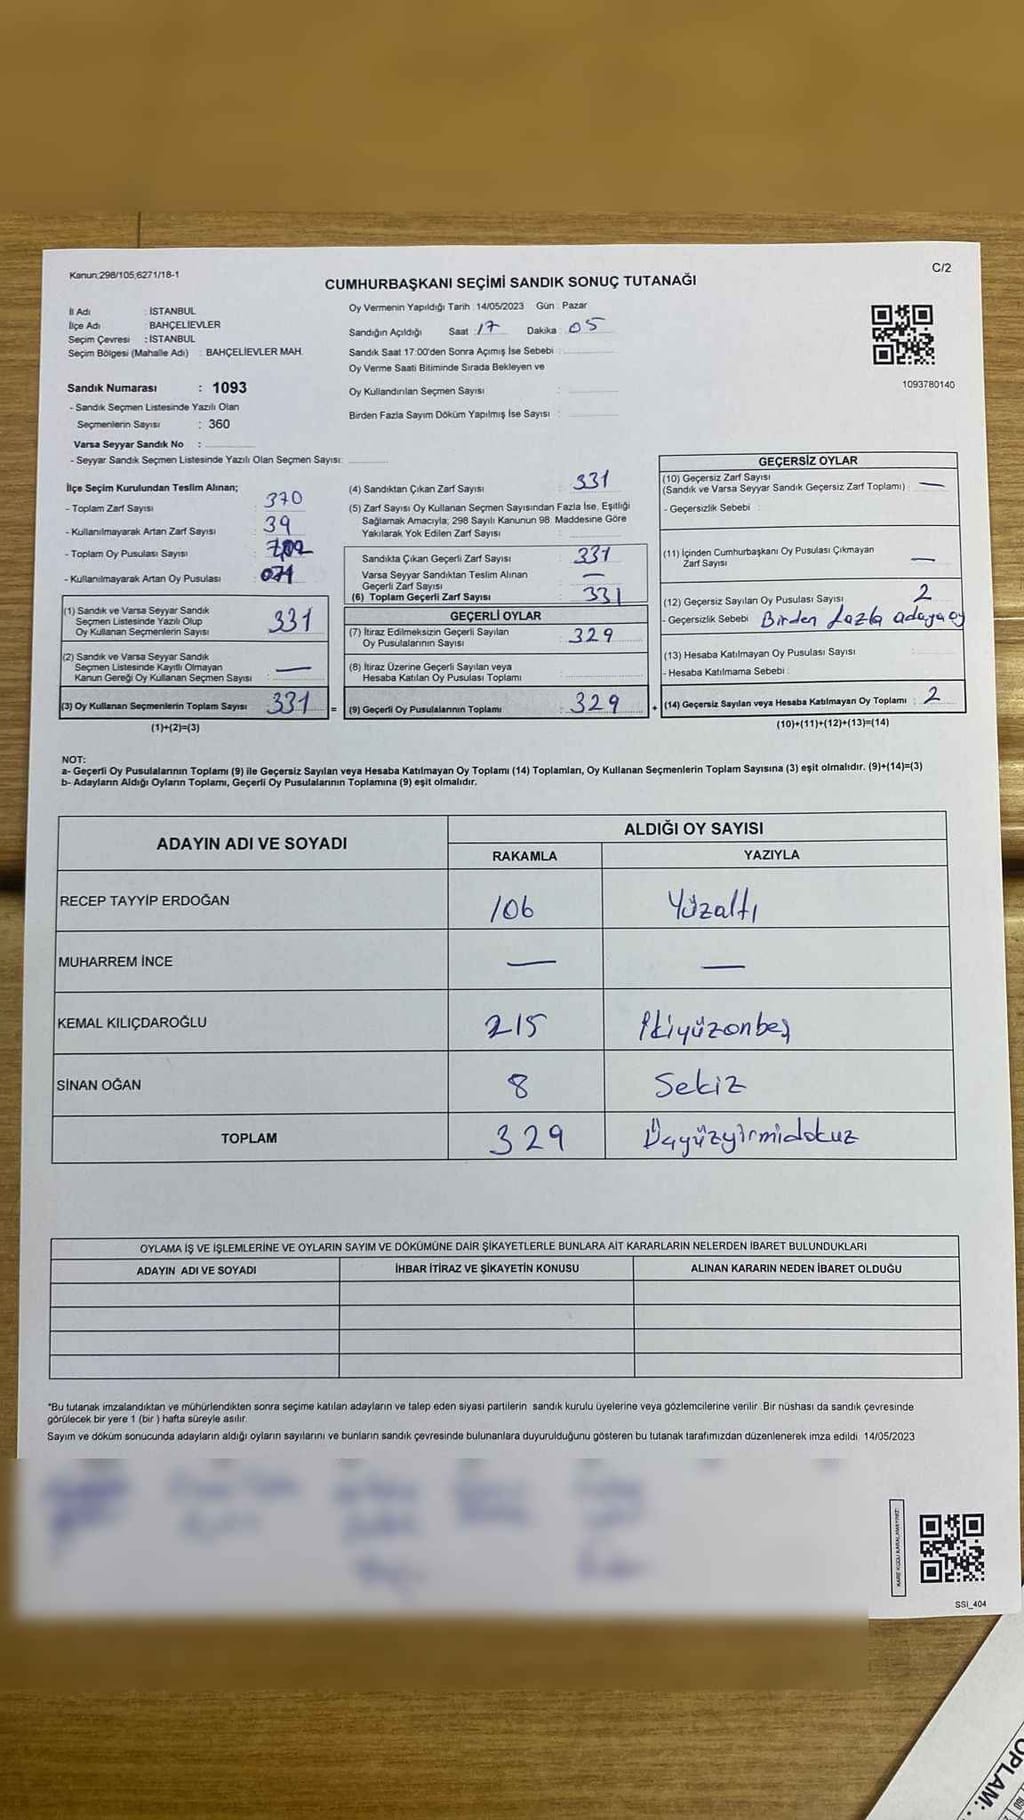 Kanun:298/105;6271/18-1
C/2
CUMHURBAŞKANI SEÇİMİ SANDIK SONUÇ TUTANAĞI
İl Adı : İSTANBUL
İlçe Adı : BAHÇELİEVLER
Seçim Çevresi : İSTANBUL
Seçim Bölgesi (Mahalle Adı) : BAHÇELİEVLER MAH.
Oy Vermenin Yapıldığı Tarih : 14/05/2023 Gün : Pazar
Sandığın Açıldığı Saat : 17 Dakika : 05
Sandık Saat 17:00'den Sonra Açımış İse Sebebi :
Oy Verme Saati Bitiminde Sırada Bekleyen ve
Oy Kullandırılan Seçmen Sayısı :
Birden Fazla Sayım Döküm Yapılmış İse Sayısı :
1093780140
Sandık Numarası : 1093
- Sandık Seçmen Listesinde Yazılı Olan
Seçmenlerin Sayısı : 360
Varsa Seyyar Sandık No :
- Seyyar Sandık Seçmen Listesinde Yazılı Olan Seçmen Sayısı:
İlçe Seçim Kurulundan Teslim Alınan;
- Toplam Zarf Sayısı : 370
- Kullanılmayarak Artan Zarf Sayısı : 39
- Toplam Oy Pusulası Sayısı
- Kullanılmayarak Artan Oy Pusulası : 071
(1) Sandık ve Varsa Seyyar Sandık
Seçmen Listesinde Yazılı Olup
Oy Kullanan Seçmenlerin Sayısı : 331
(2) Sandık ve Varsa Seyyar Sandık
Seçmen Listesinde Kayıtlı Olmayan
Kanun Gereği Oy Kullanan Seçmen Sayısı : —
(3) Oy Kullanan Seçmenlerin Toplam Sayısı : 331
(1)+(2)=(3)
(4) Sandıktan Çıkan Zarf Sayısı : 331
(5) Zarf Sayısı Oy Kullanan Seçmen Sayısından Fazla İse, Eşitliği
Sağlamak Amacıyla; 298 Sayılı Kanunun 98. Maddesine Göre
Yakılarak Yok Edilen Zarf Sayısı :
Sandıkta Çıkan Geçerli Zarf Sayısı : 331
Varsa Seyyar Sandıktan Teslim Alınan
Geçerli Zarf Sayısı : —
(6) Toplam Geçerli Zarf Sayısı : 331
GEÇERLİ OYLAR
(7) İtiraz Edilmeksizin Geçerli Sayılan
Oy Pusulalarının Sayısı : 329
(8) İtiraz Üzerine Geçerli Sayılan veya
Hesaba Katılan Oy Pusulası Toplamı :
= (9) Geçerli Oy Pusulalarının Toplamı : 329
GEÇERSİZ OYLAR
(10) Geçersiz Zarf Sayısı
(Sandık ve Varsa Seyyar Sandık Geçersiz Zarf Toplamı) : —
- Geçersizlik Sebebi :
(11) İçinden Cumhurbaşkanı Oy Pusulası Çıkmayan
Zarf Sayısı : —
(12) Geçersiz Sayılan Oy Pusulası Sayısı : 2
- Geçersizlik Sebebi : Birden fazla adaya oy
(13) Hesaba Katılmayan Oy Pusulası Sayısı :
- Hesaba Katılmama Sebebi :
+ (14) Geçersiz Sayılan veya Hesaba Katılmayan Oy Toplamı : 2
(10)+(11)+(12)+(13)=(14)
NOT:
a- Geçerli Oy Pusulalarının Toplamı (9) ile Geçersiz Sayılan veya Hesaba Katılmayan Oy Toplamı (14) Toplamları, Oy Kullanan Seçmenlerin Toplam Sayısına (3) eşit olmalıdır. (9)+(14)=(3)
b- Adayların Aldığı Oyların Toplamı, Geçerli Oy Pusulalarının Toplamına (9) eşit olmalıdır.
ADAYIN ADI VE SOYADI
ALDIĞI OY SAYISI
RAKAMLA YAZIYLA
RECEP TAYYİP ERDOĞAN 106 Yüzaltı
MUHARREM İNCE — —
KEMAL KILIÇDAROĞLU 215 İkiyüzonbeş
SİNAN OĞAN 8 Sekiz
TOPLAM 329 Üçyüzyirmidokuz
OYLAMA İŞ VE İŞLEMLERİNE VE OYLARIN SAYIM VE DÖKÜMÜNE DAİR ŞİKAYETLERLE BUNLARA AİT KARARLARIN NELERDEN İBARET BULUNDUKLARI
ADAYIN ADI VE SOYADI İHBAR İTİRAZ VE ŞİKAYETİN KONUSU ALINAN KARARIN NEDEN İBARET OLDUĞU
*Bu tutanak imzalandıktan ve mühürlendikten sonra seçime katılan adayların ve talep eden siyasi partilerin sandık kurulu üyelerine veya gözlemcilerine verilir. Bir nüshası da sandık çevresinde
görülecek bir yere 1 (bir ) hafta süreyle asılır.
Sayım ve döküm sonucunda adayların aldığı oyların sayılarını ve bunların sandık çevresinde bulunanlara duyurulduğunu gösteren bu tutanak tarafımızdan düzenlenerek imza edildi. 14/05/2023
SSI_404
OPLAM